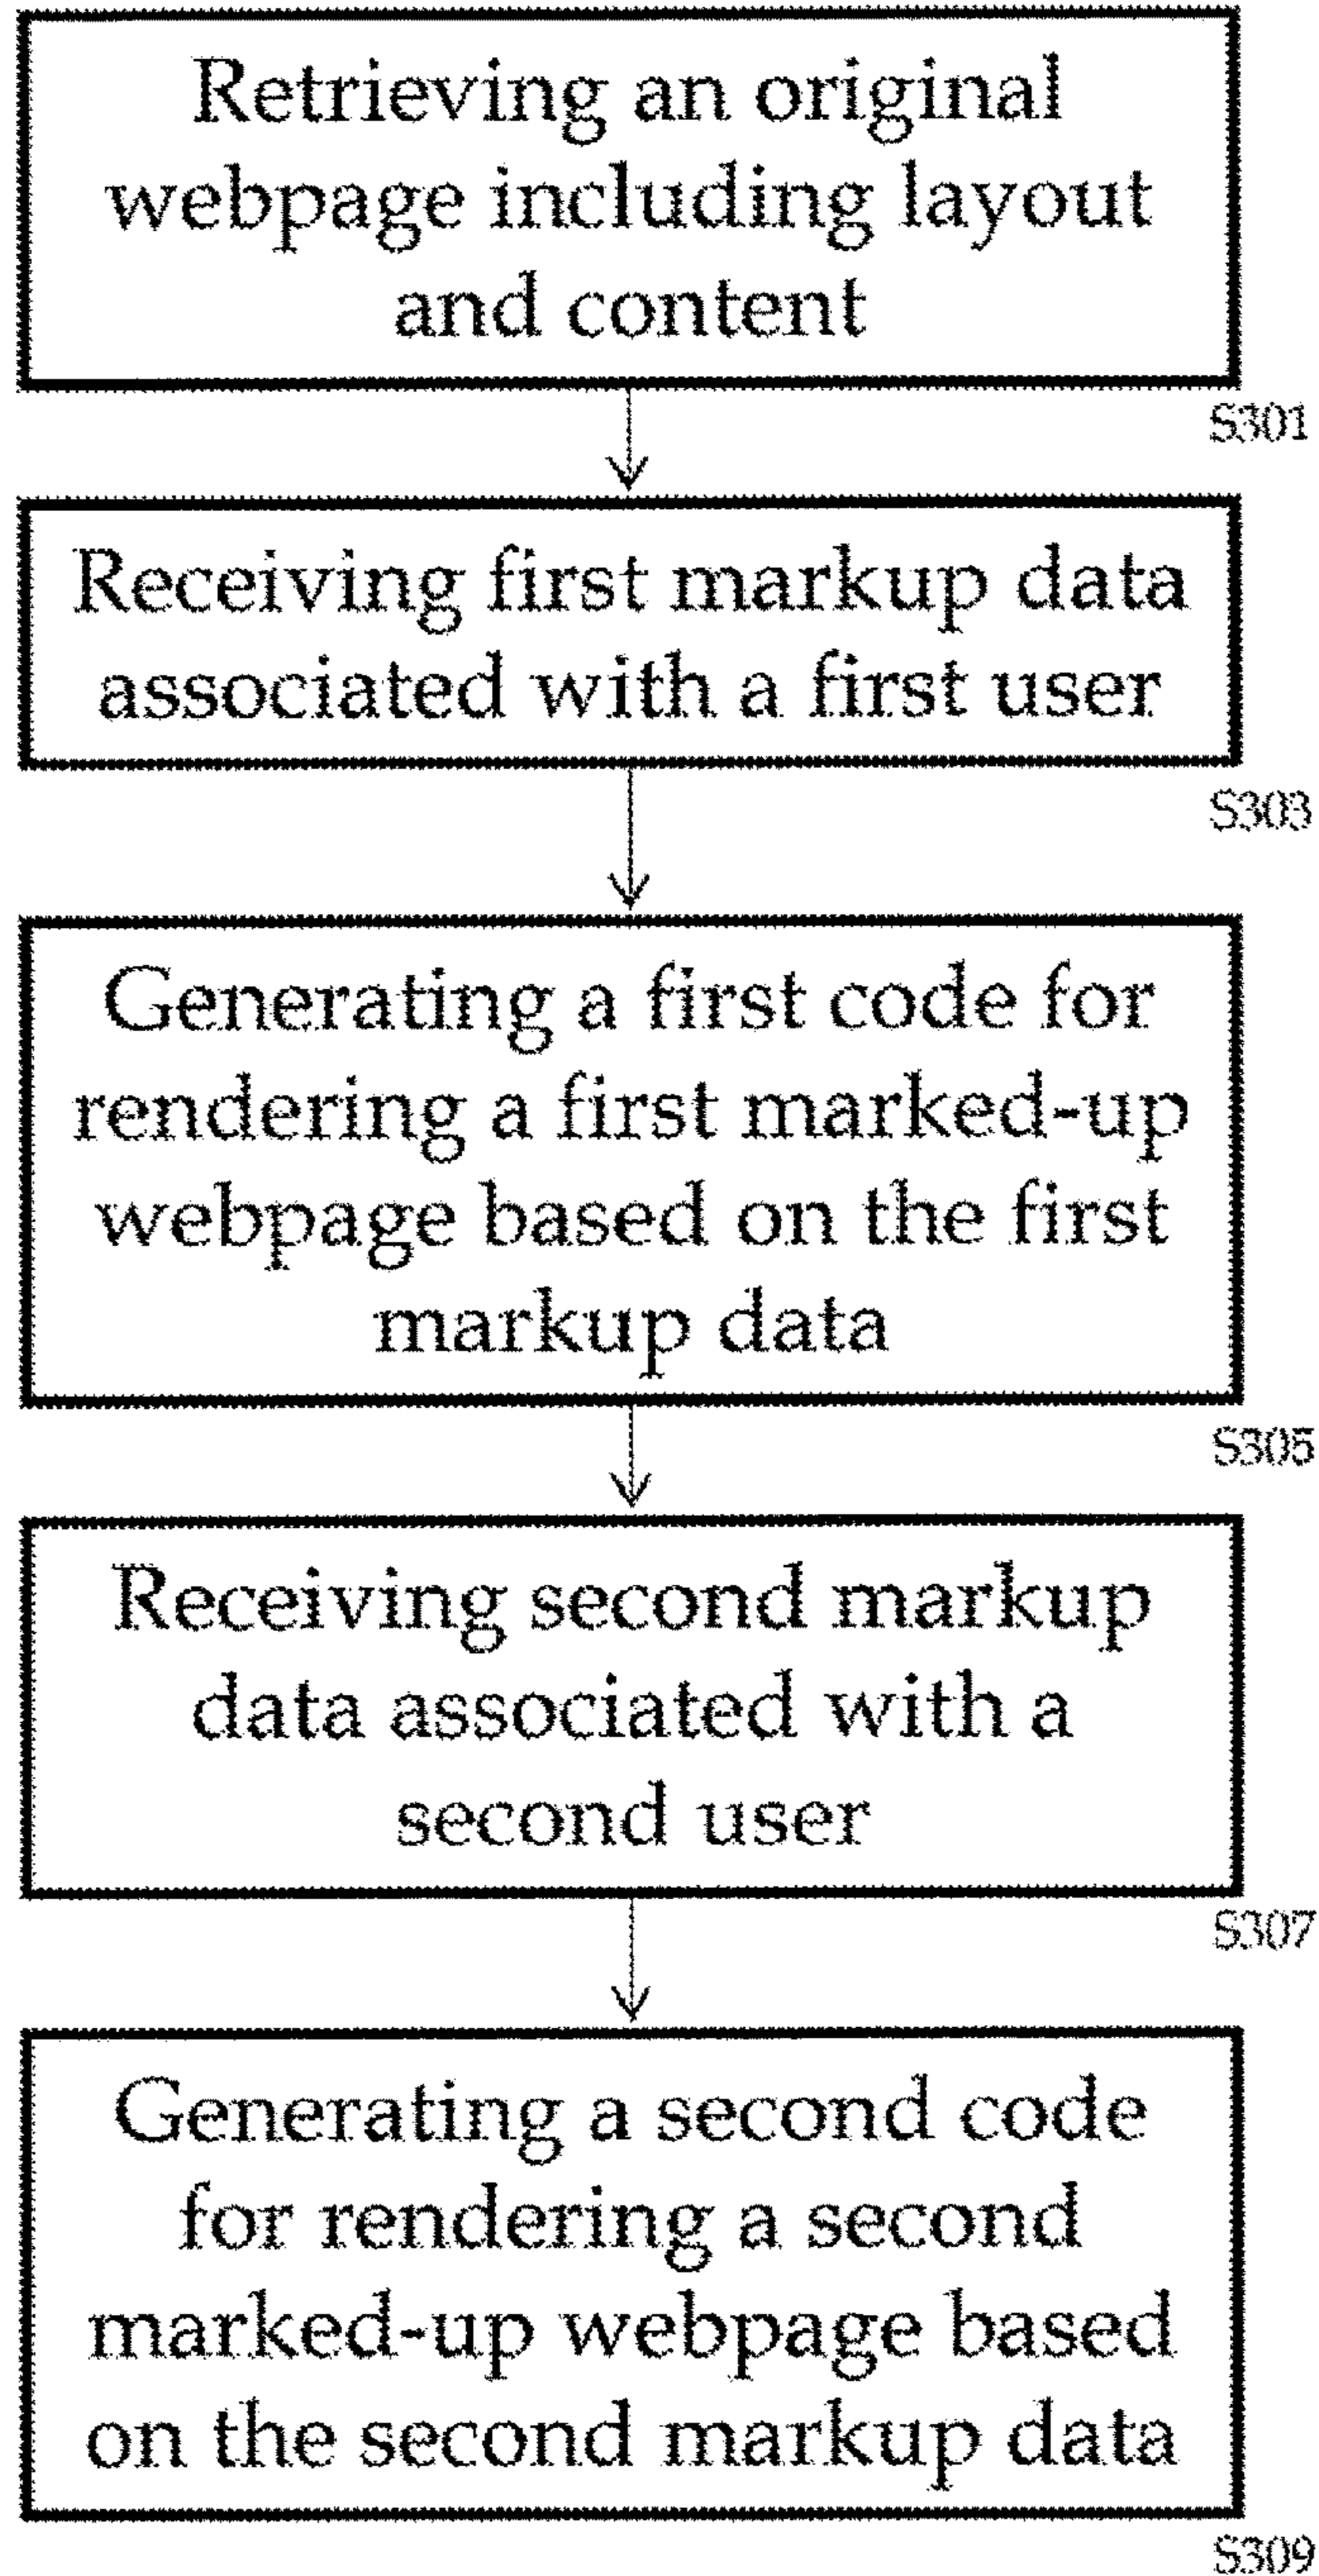 Retrieving an original
webpage including layout
and content
S301
Receiving first markup data
associated with a first user
S303
Generating a first code for
rendering a first marked-up
webpage based on the first
markup data
S305
Receiving second markup
data associated with a
second user
S307
Generating a second code
for rendering a second
marked-up webpage based
on the second markup data
S309